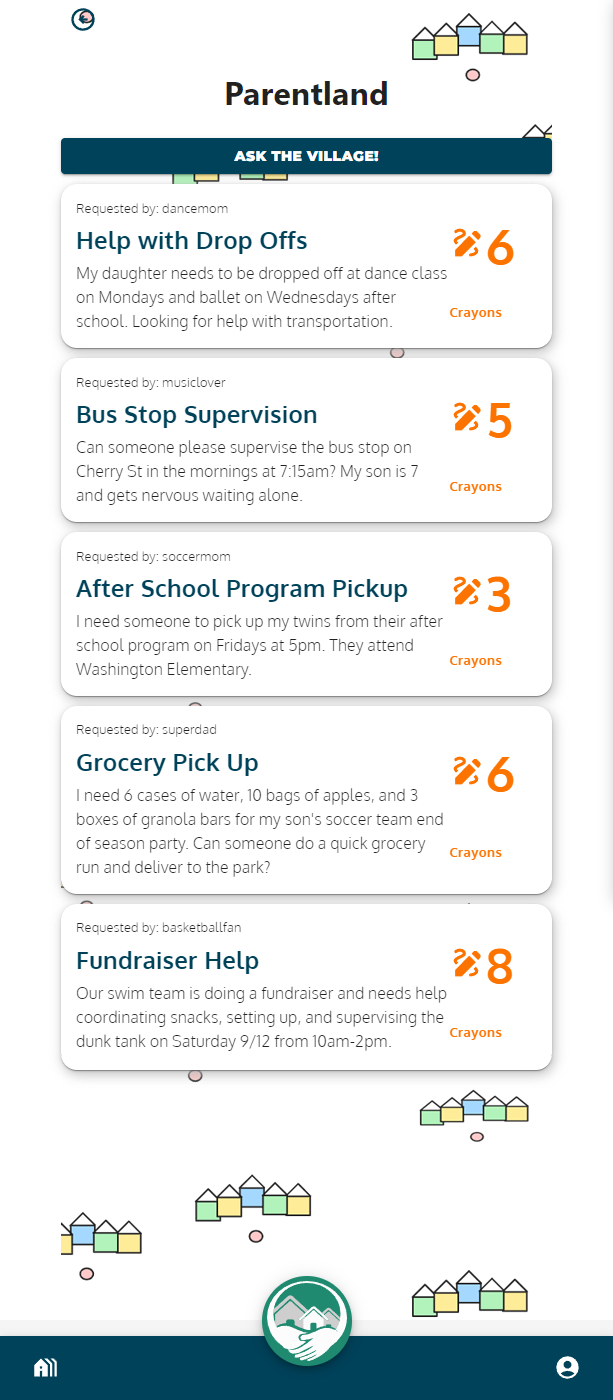 Parentland
ASK THE VILLAGE!
Requested by: dancemom
Help with Drop Offs
My daughter needs to be dropped off at dance class
on Mondays and ballet on Wednesdays after
school. Looking for help with transportation.
6
Crayons
Requested by: musiclover
Bus Stop Supervision
Can someone please supervise the bus stop on
Cherry St in the mornings at 7:15am? My son is 7
and gets nervous waiting alone.
5
Crayons
Requested by: soccermom
After School Program Pickup
I need someone to pick up my twins from their after
school program on Fridays at 5pm. They attend
Washington Elementary.
3
Crayons
Requested by: superdad
Grocery Pick Up
I need 6 cases of water, 10 bags of apples, and 3
boxes of granola bars for my son's soccer team end
of season party. Can someone do a quick grocery
run and deliver to the park?
6
Crayons
Requested by: basketballfan
Fundraiser Help
Our swim team is doing a fundraiser and needs help
coordinating snacks, setting up, and supervising the
dunk tank on Saturday 9/12 from 10am-2pm.
8
Crayons